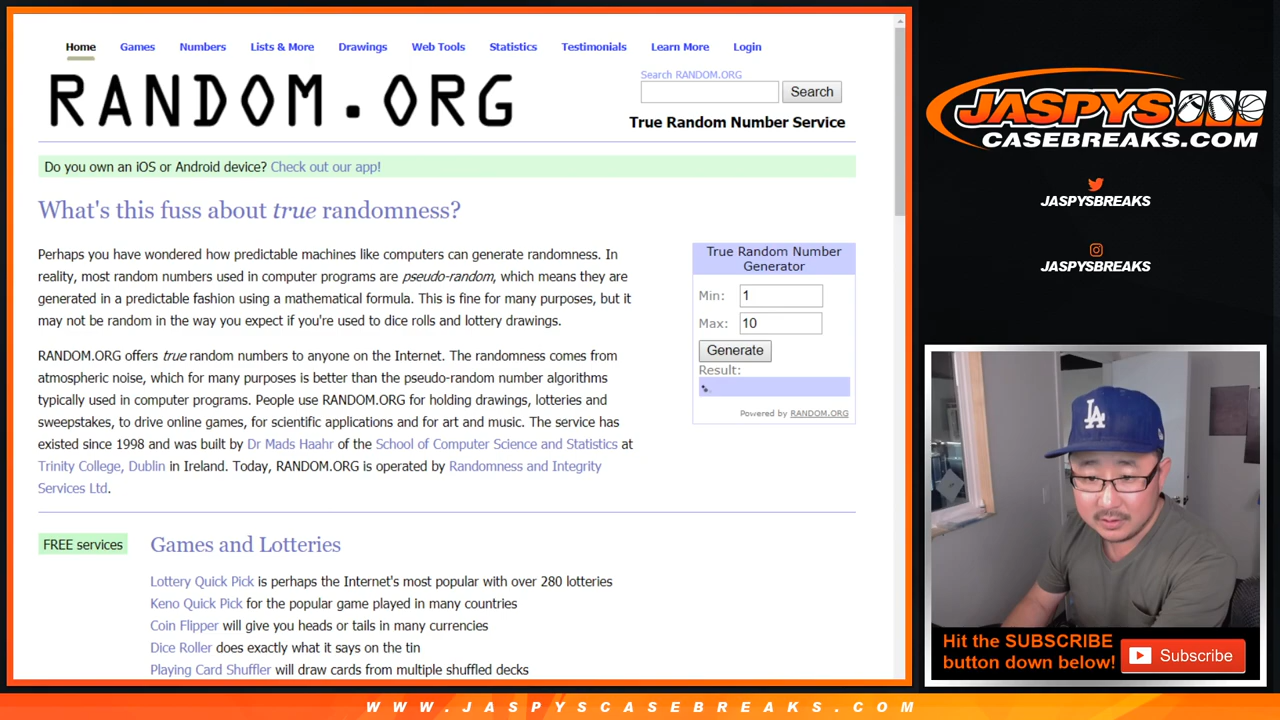 Home Games Numbers Lists & More Drawings Web Tools Statistics Testimonials Learn More Login
RANDOM.ORG
Search RANDOM.ORG
Search
True Random Number Service
Do you own an iOS or Android device? Check out our app!
What's this fuss about true randomness?
Perhaps you have wondered how predictable machines like computers can generate randomness. In
reality, most random numbers used in computer programs are pseudo-random, which means they are
generated in a predictable fashion using a mathematical formula. This is fine for many purposes, but it
may not be random in the way you expect if you're used to dice rolls and lottery drawings.
RANDOM.ORG offers true random numbers to anyone on the Internet. The randomness comes from
atmospheric noise, which for many purposes is better than the pseudo-random number algorithms
typically used in computer programs. People use RANDOM.ORG for holding drawings, lotteries and
sweepstakes, to drive online games, for scientific applications and for art and music. The service has
existed since 1998 and was built by Dr Mads Haahr of the School of Computer Science and Statistics at
Trinity College, Dublin in Ireland. Today, RANDOM.ORG is operated by Randomness and Integrity
Services Ltd.
True Random Number
Generator
Min: 1
Max: 10
Generate
Result:
Powered by RANDOM.ORG
FREE services
Games and Lotteries
Lottery Quick Pick is perhaps the Internet's most popular with over 280 lotteries
Keno Quick Pick for the popular game played in many countries
Coin Flipper will give you heads or tails in many currencies
Dice Roller does exactly what it says on the tin
Playing Card Shuffler will draw cards from multiple shuffled decks
JASPYS
CASEBREAKS.COM
JASPYSBREAKS
JASPYSBREAKS
LA
Hit the SUBSCRIBE
button down below!
Subscribe
WWW.JASPYSCASEBREAKS.COM